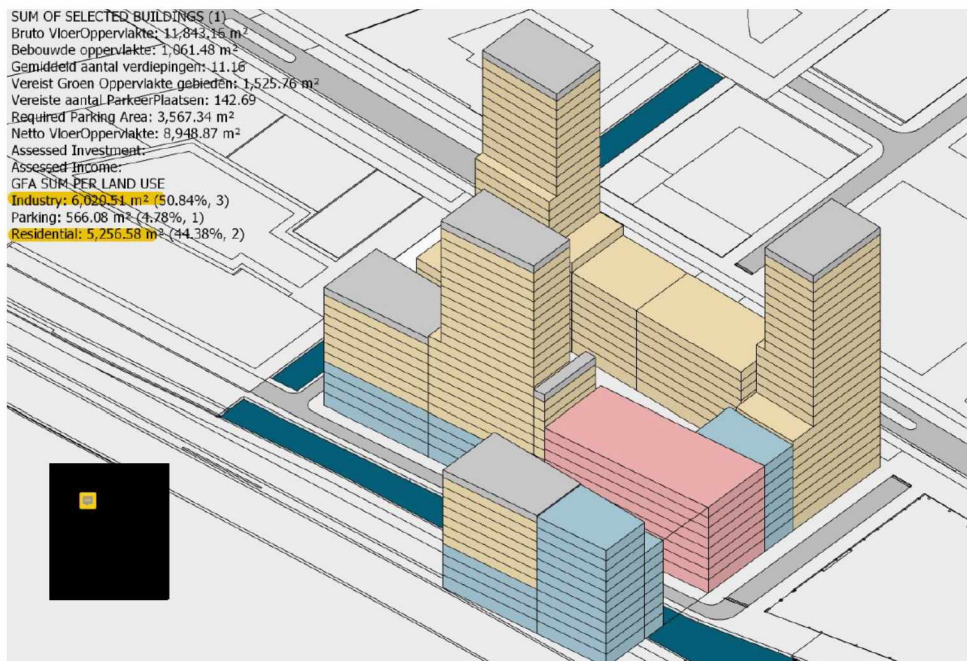 SUM OF SELECTED BUILDINGS (1)
Bruto VloerOppervlakte: 11,843.16 m²
Bebouwde oppervlakte: 1,061.48 m²
Gemiddeld aantal verdiepingen: 11.16
Vereist Groen Oppervlakte gebieden: 1,525.76 m²
Vereiste aantal ParkeerPlaatsen: 142.69
Required Parking Area: 3,567.34 m²
Netto VloerOppervlakte: 8,948.87 m²
Assessed Investment:
Assessed Income:
GFA SUM PER LAND USE
Industry: 6,020.51 m² (50.84%, 3)
Parking: 566.08 m² (4.78%, 1)
Residential: 5,256.58 m² (44.38%, 2)